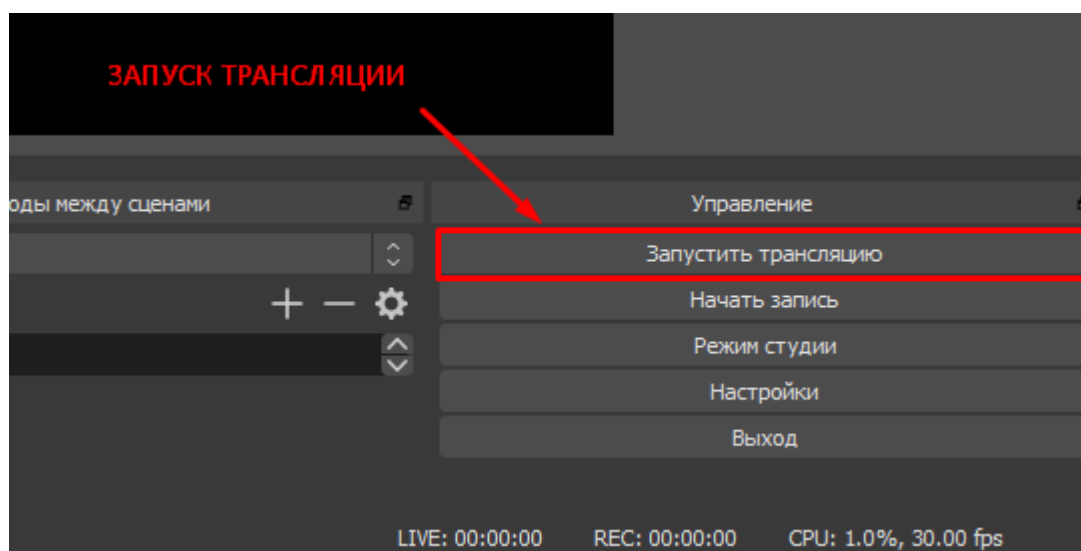 ЗАПУСК ТРАНСЛЯЦИИ
оды между сценами
Управление
Запустить трансляцию
Начать запись
Режим студии
Настройки
Выход
LIVE: 00:00:00 REC: 00:00:00 CPU: 1.0%, 30.00 fps